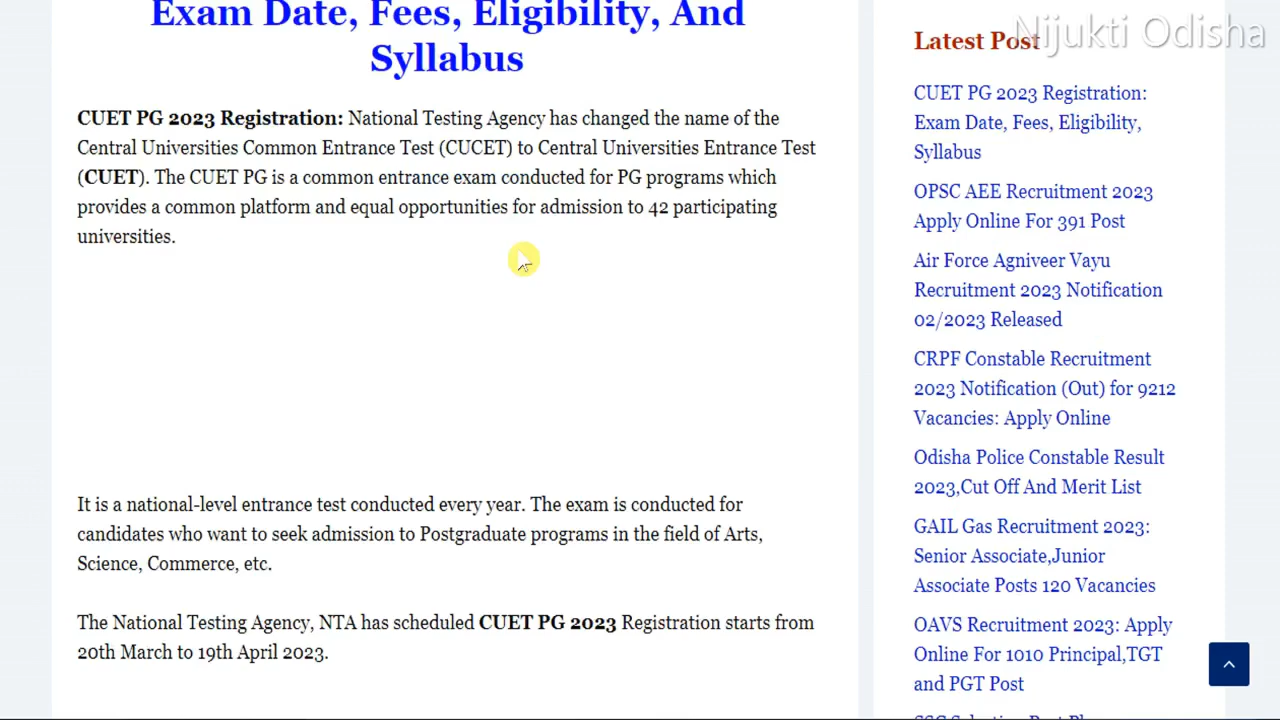 Exam Date, Fees, Eligibility, And
Syllabus
CUET PG 2023 Registration: National Testing Agency has changed the name of the
Central Universities Common Entrance Test (CUCET) to Central Universities Entrance Test
(CUET). The CUET PG is a common entrance exam conducted for PG programs which
provides a common platform and equal opportunities for admission to 42 participating
universities.
It is a national-level entrance test conducted every year. The exam is conducted for
candidates who want to seek admission to Postgraduate programs in the field of Arts,
Science, Commerce, etc.
The National Testing Agency, NTA has scheduled CUET PG 2023 Registration starts from
20th March to 19th April 2023.
Nijukti Odisha
Latest Post
CUET PG 2023 Registration:
Exam Date, Fees, Eligibility,
Syllabus
OPSC AEE Recruitment 2023
Apply Online For 391 Post
Air Force Agniveer Vayu
Recruitment 2023 Notification
02/2023 Released
CRPF Constable Recruitment
2023 Notification (Out) for 9212
Vacancies: Apply Online
Odisha Police Constable Result
2023,Cut Off And Merit List
GAIL Gas Recruitment 2023:
Senior Associate,Junior
Associate Posts 120 Vacancies
OAVS Recruitment 2023: Apply
Online For 1010 Principal,TGT
and PGT Post